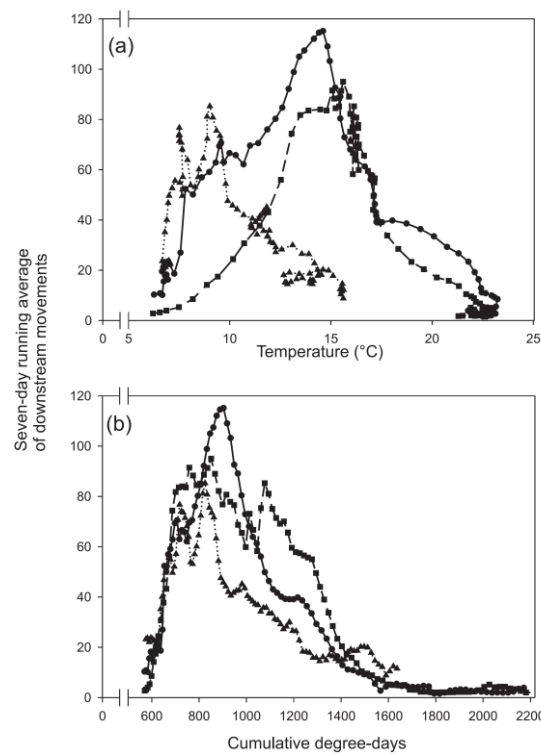 Seven-day running average
of downstream movements
(a)
120
100
80
60
40
20
0
0 5 10 15 20 25
Temperature (°C)
(b)
120
100
80
60
40
20
0
0 600 800 1000 1200 1400 1600 1800 2000 2200
Cumulative degree-days